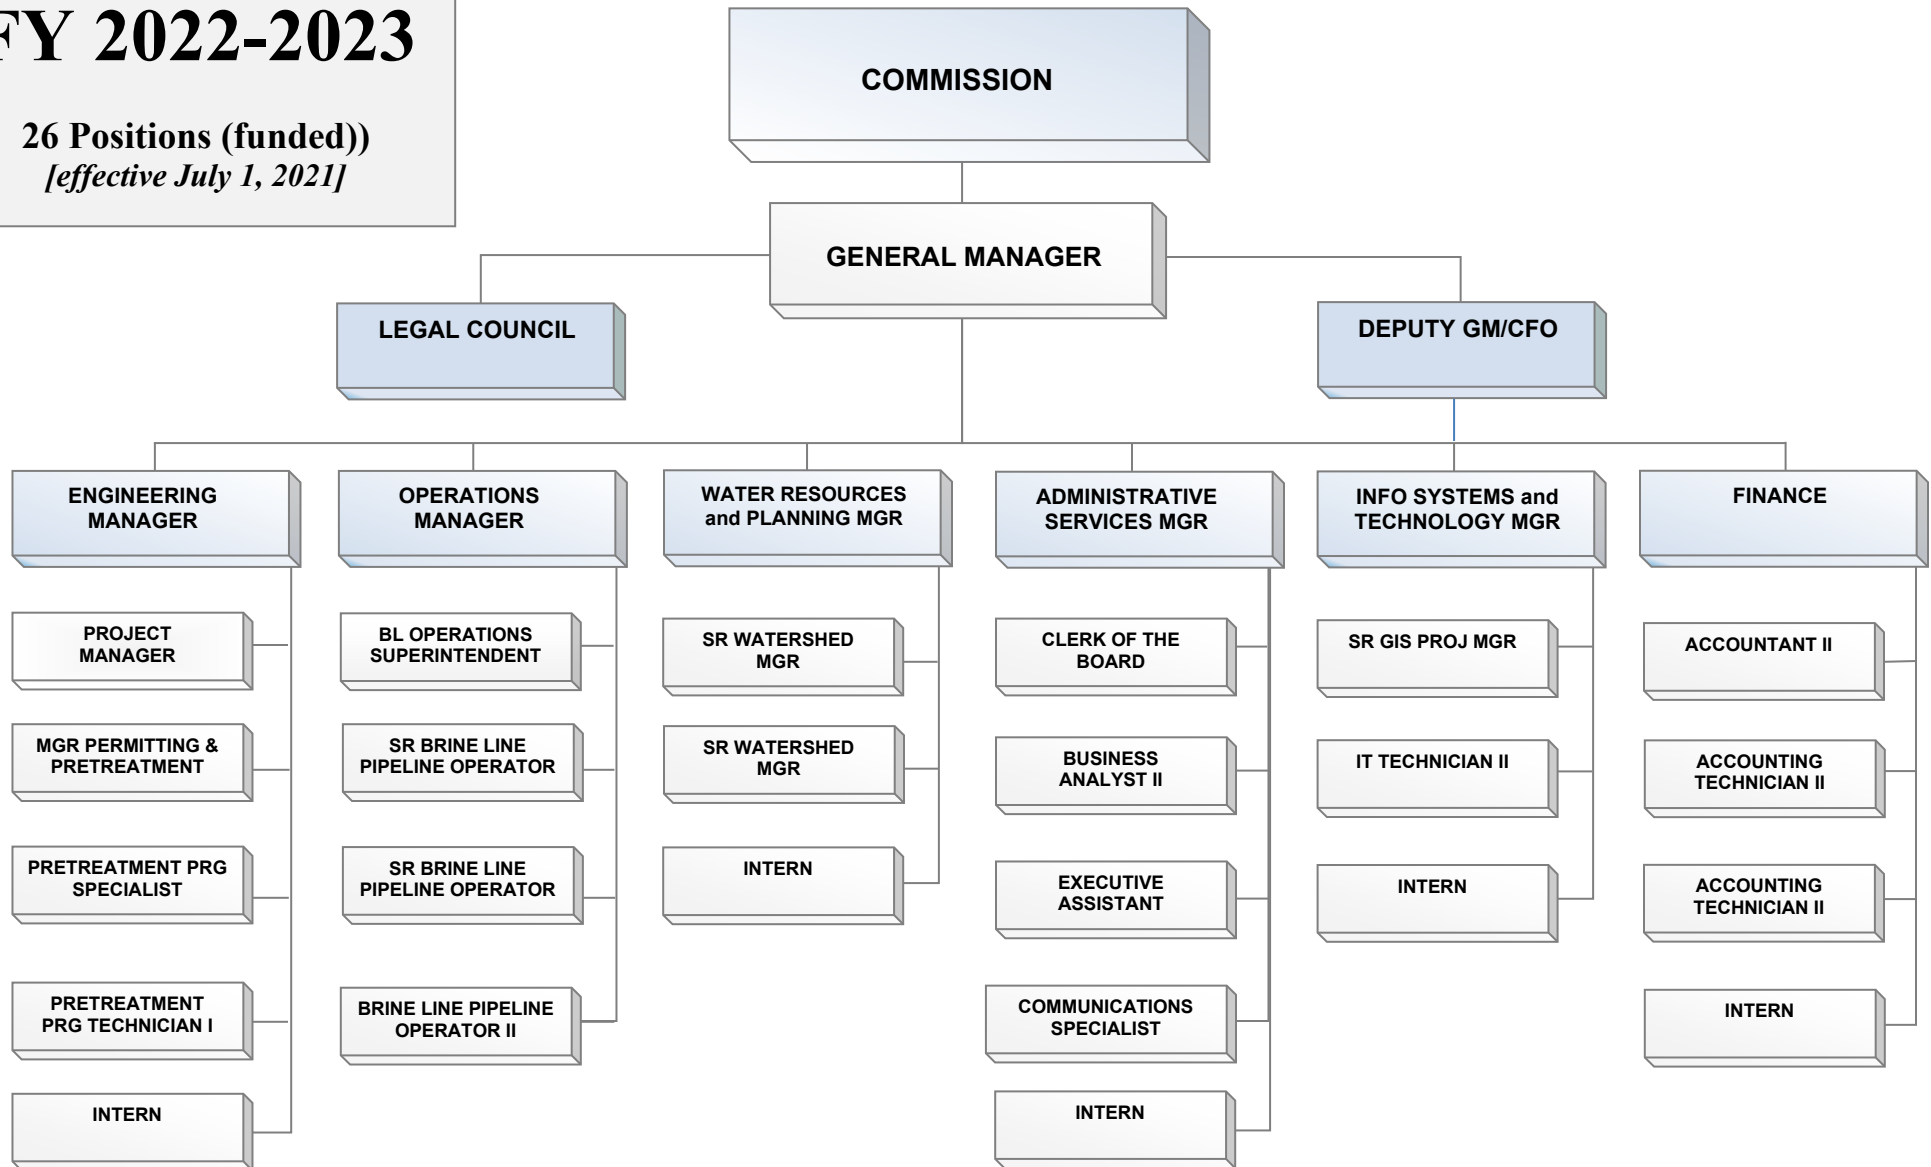 FY 2022-2023
26 Positions (funded))
[effective July 1, 2021]
COMMISSION
GENERAL MANAGER
LEGAL COUNCIL
DEPUTY GM/CFO
ENGINEERING
MANAGER
PROJECT
MANAGER
MGR PERMITTING &
PRETREATMENT
PRETREATMENT PRG
SPECIALIST
PRETREATMENT
PRG TECHNICIAN I
INTERN
OPERATIONS
MANAGER
BL OPERATIONS
SUPERINTENDENT
SR BRINE LINE
PIPELINE OPERATOR
SR BRINE LINE
PIPELINE OPERATOR
BRINE LINE PIPELINE
OPERATOR II
WATER RESOURCES
and PLANNING MGR
SR WATERSHED
MGR
SR WATERSHED
MGR
INTERN
ADMINISTRATIVE
SERVICES MGR
CLERK OF THE
BOARD
BUSINESS
ANALYST II
EXECUTIVE
ASSISTANT
COMMUNICATIONS
SPECIALIST
INTERN
INFO SYSTEMS and
TECHNOLOGY MGR
SR GIS PROJ MGR
IT TECHNICIAN II
INTERN
FINANCE
ACCOUNTANT II
ACCOUNTING
TECHNICIAN II
ACCOUNTING
TECHNICIAN II
INTERN